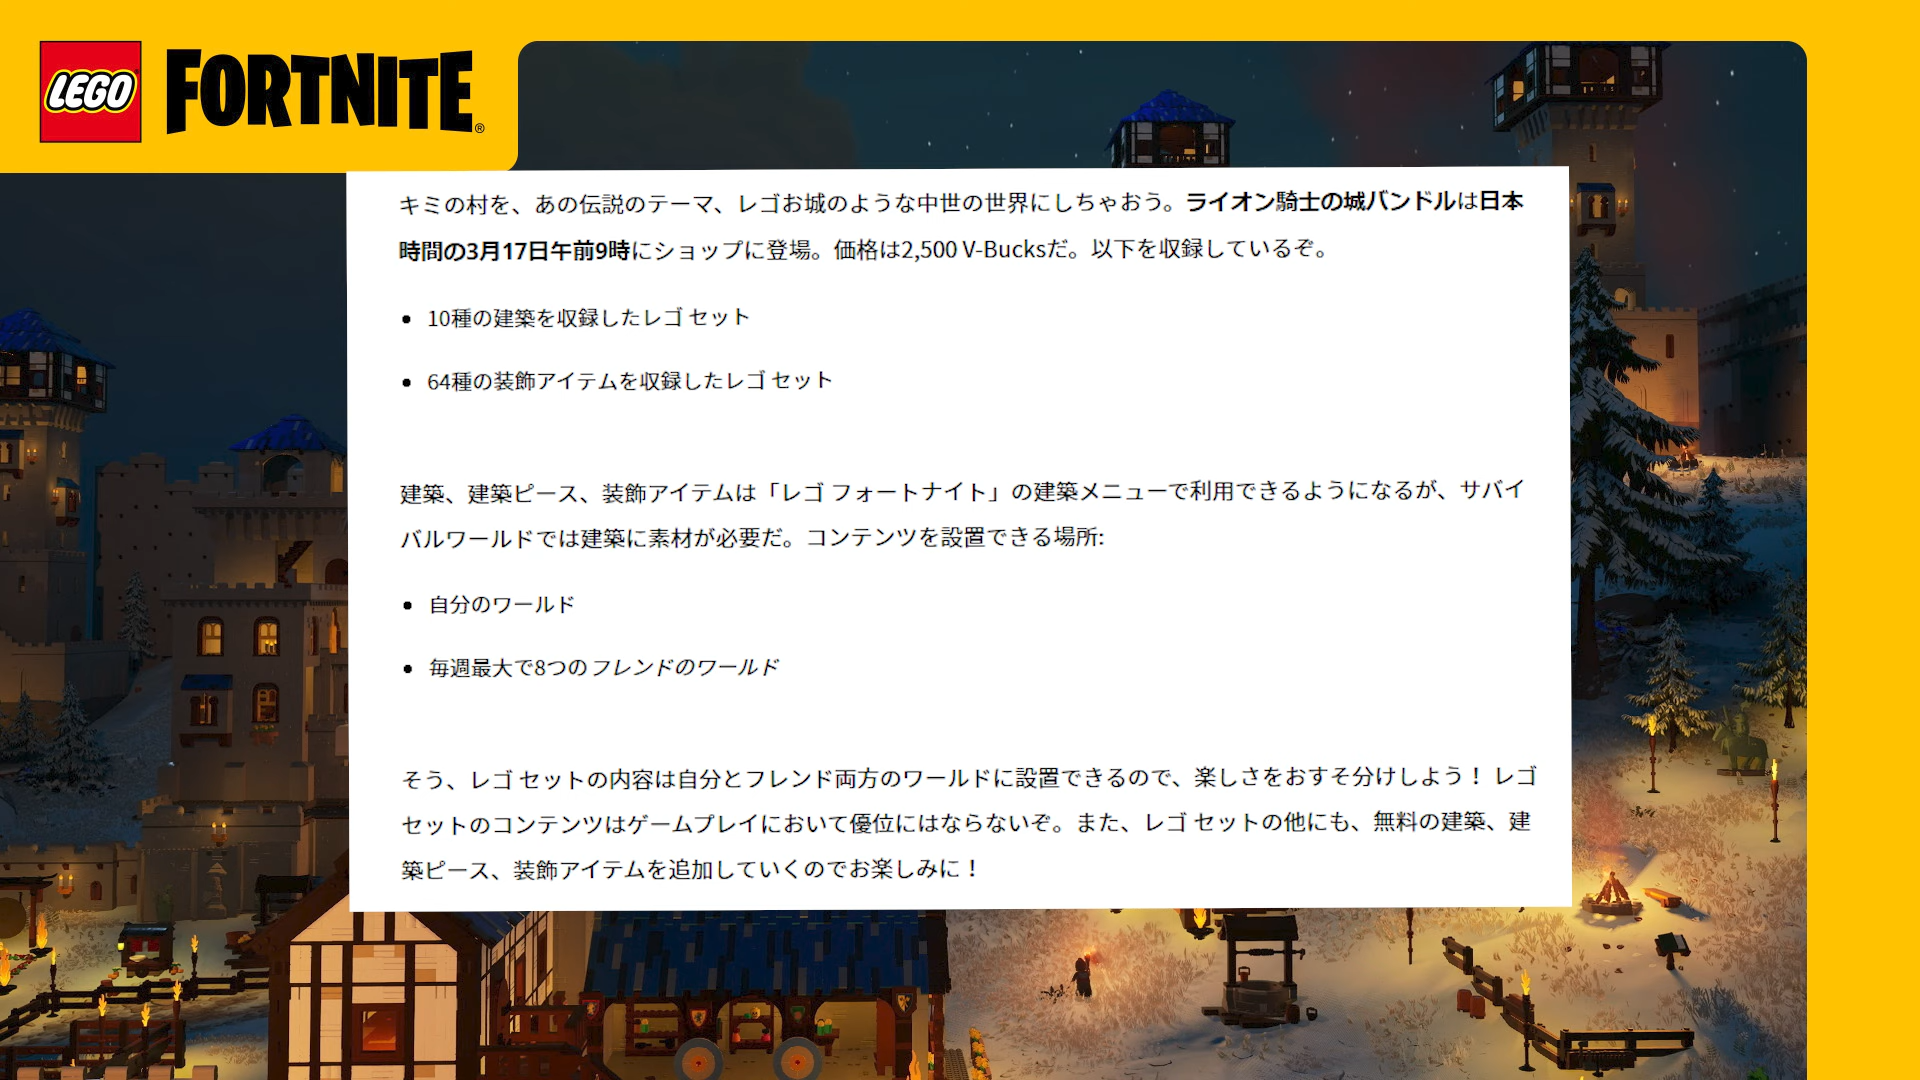 LEGO FORTNITE®
キミの村を、あの伝説のテーマ、レゴお城のような中世の世界にしちゃおう。ライオン騎士の城バンドルは日本
時間の3月17日午前9時にショップに登場。価格は2,500 V-Bucksだ。以下を収録しているぞ。
• 10種の建築を収録したレゴ セット
• 64種の装飾アイテムを収録したレゴ セット
建築、建築ピース、装飾アイテムは「レゴ フォートナイト」の建築メニューで利用できるようになるが、サバイ
バルワールドでは建築に素材が必要だ。コンテンツを設置できる場所:
• 自分のワールド
• 毎週最大で8つのフレンドのワールド
そう、レゴ セットの内容は自分とフレンド両方のワールドに設置できるので、楽しさをおすそ分けしよう！ レゴ
セットのコンテンツはゲームプレイにおいて優位にはならないぞ。また、レゴ セットの他にも、無料の建築、建
築ピース、装飾アイテムを追加していくのでお楽しみに！